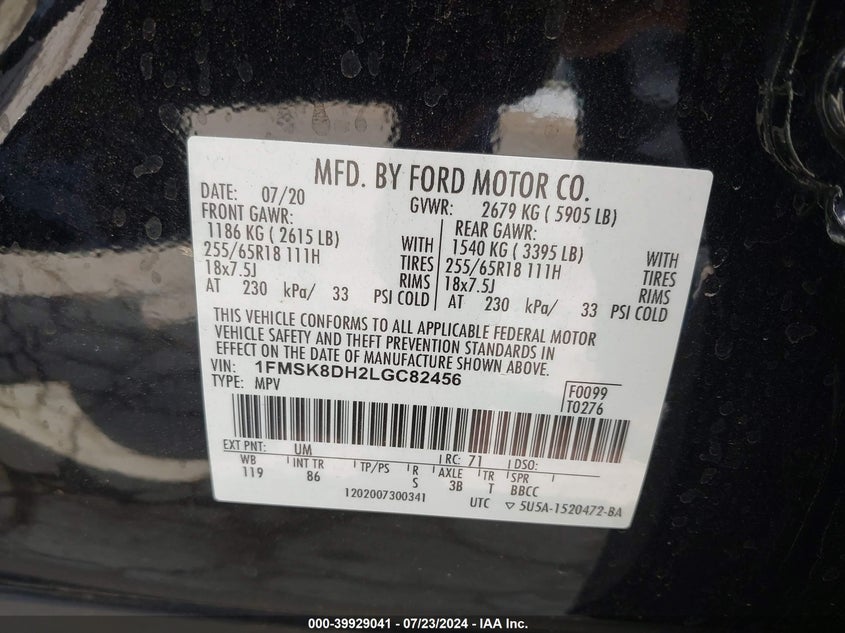 MFD. BY FORD MOTOR CO.
DATE: 07/20 GVWR: 2679 KG ( 5905 LB)
FRONT GAWR: REAR GAWR:
1186 KG ( 2615 LB) WITH 1540 KG ( 3395 LB) WITH
255/65R18 111H TIRES 255/65R18 111H TIRES
18x7.5J RIMS 18x7.5J RIMS
AT 230 kPa/ 33 PSI COLD AT 230 kPa/ 33 PSI COLD
THIS VEHICLE CONFORMS TO ALL APPLICABLE FEDERAL MOTOR
VEHICLE SAFETY AND THEFT PREVENTION STANDARDS IN
EFFECT ON THE DATE OF MANUFACTURE SHOWN ABOVE.
VIN: 1FMSK8DH2LGC82456 F0099
TYPE: MPV T0276
EXT PNT: UM RC: 71 DSO:
WB INT TR TP/PS R AXLE TR SPR
119 86 S 3B T BBCC
1202007300341 UTC ▽ 5U5A-1520472-BA
000-39929041 / 07/23/2024 - IAA Inc.